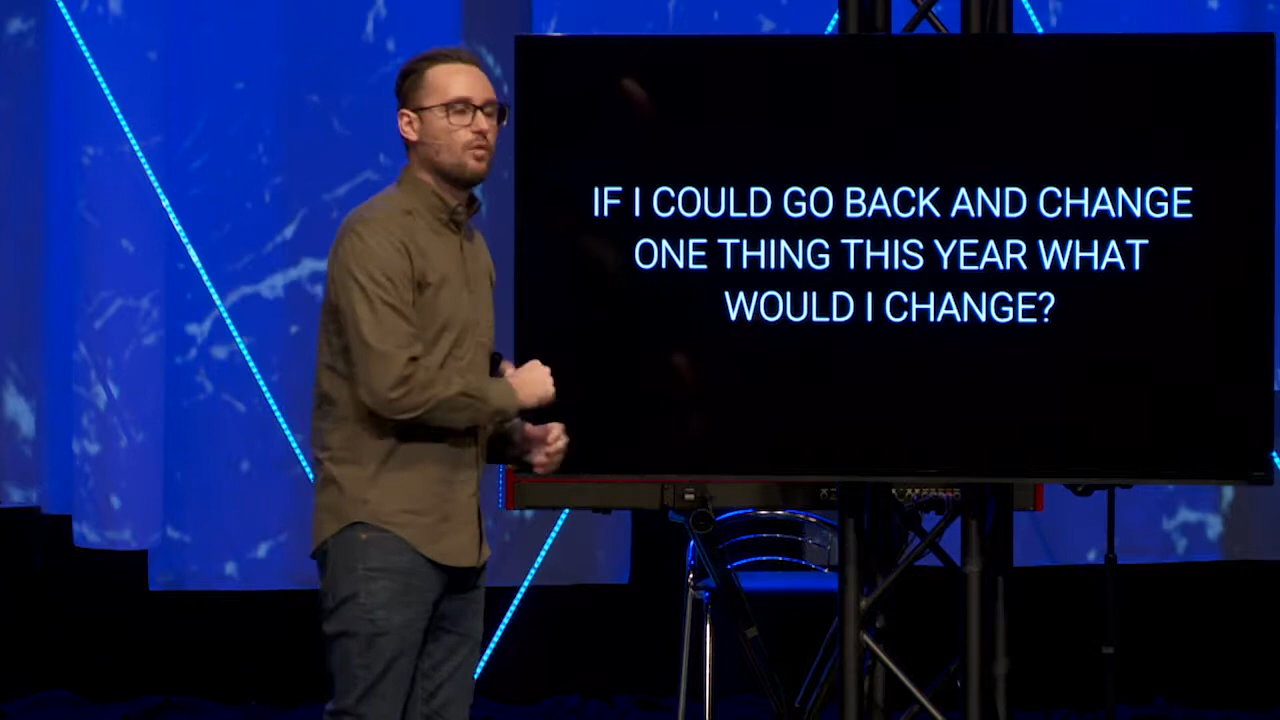 IF I COULD GO BACK AND CHANGE
ONE THING THIS YEAR WHAT
WOULD I CHANGE?